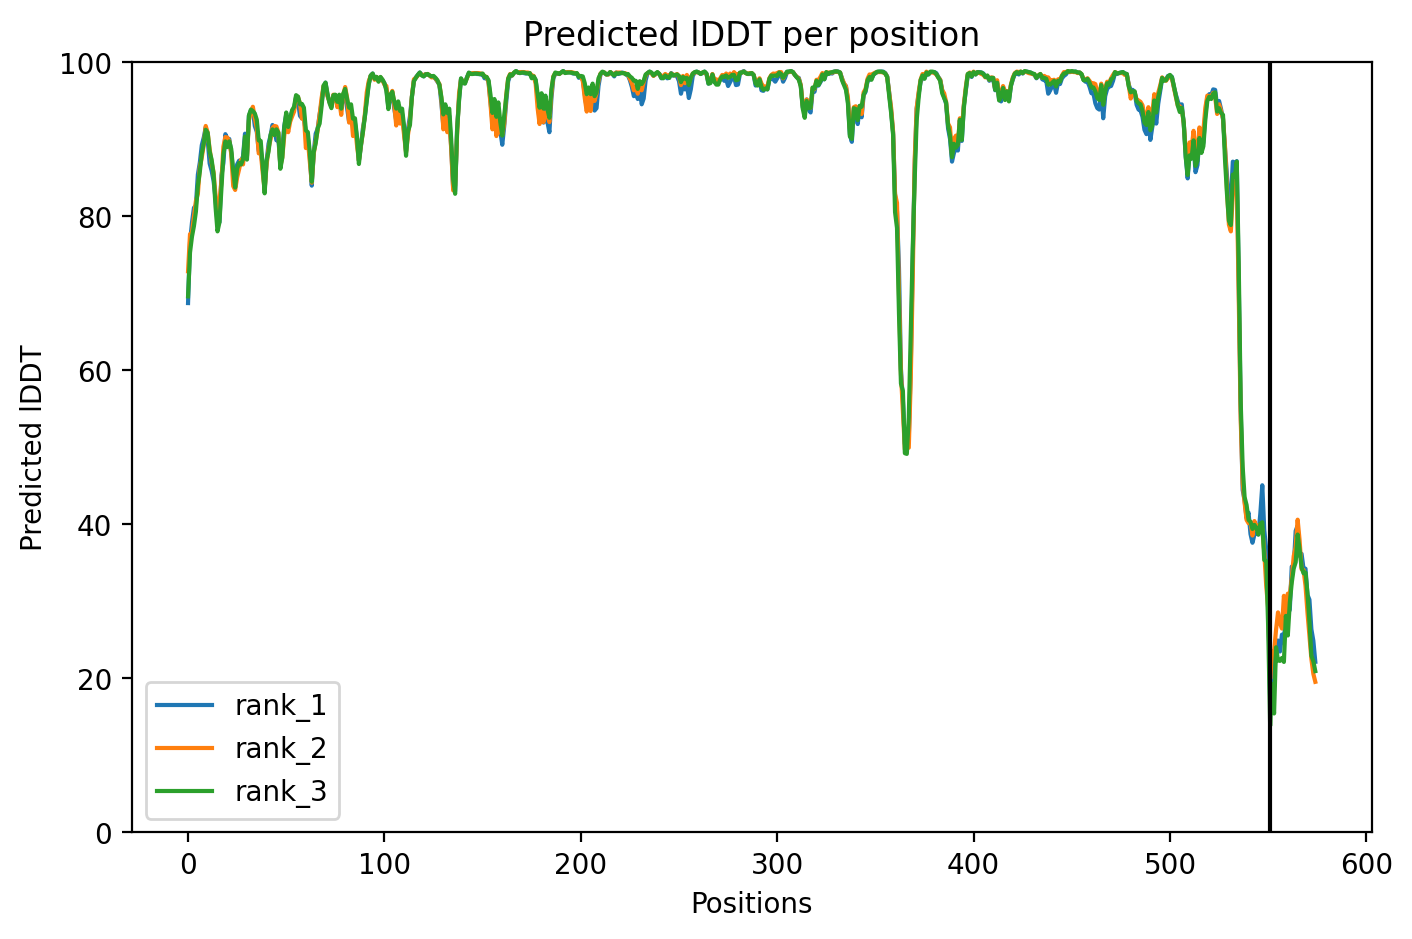 Predicted lDDT per position
100
80
60
40
20
0
Predicted lDDT
rank_1
rank_2
rank_3
0 100 200 300 400 500 600
Positions